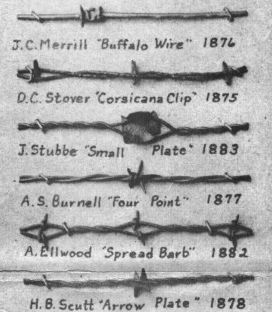 J.C. Merrill "Buffalo Wire" 1876
D.C. Stover "Corsicana Clip" 1875
J. Stubbe "Small Plate" 1883
A.S. Burnell "Four Point" 1877
A. Ellwood "Spread Barb" 1882
H.B. Scutt "Arrow Plate" 1878